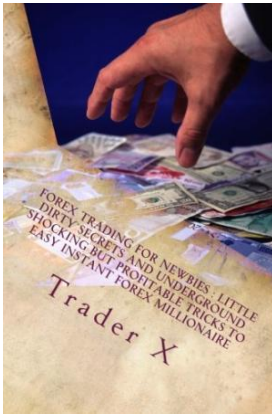 FOREX TRADING FOR NEWBIES : LITTLE
DIRTY SECRETS AND UNDERGROUND
SHOCKING BUT PROFITABLE TRICKS TO
EASY INSTANT FOREX MILLIONAIRE
Trader X